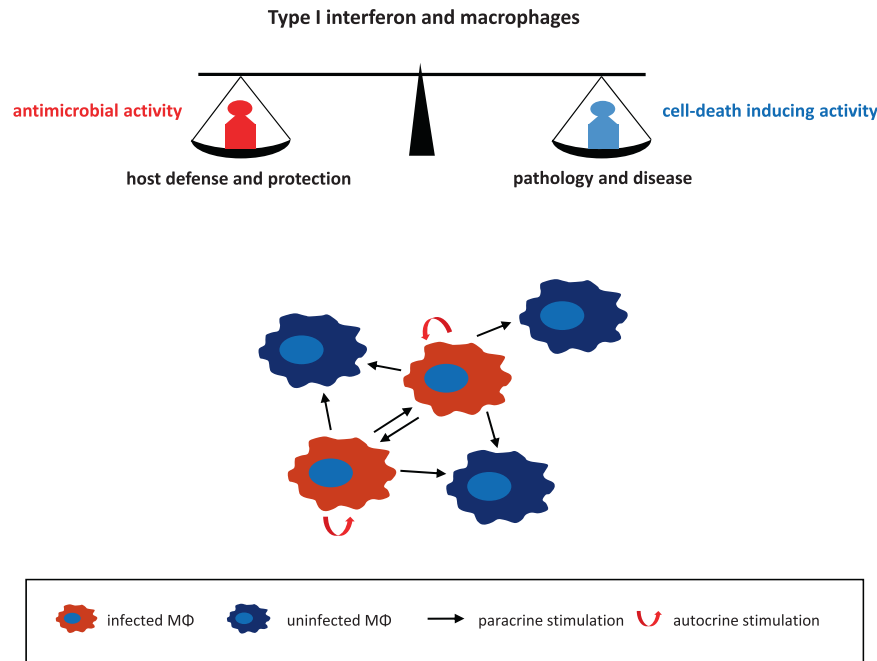 Type I interferon and macrophages
antimicrobial activity
cell-death inducing activity
host defense and protection
pathology and disease
infected MΦ
uninfected MΦ
paracrine stimulation
autocrine stimulation